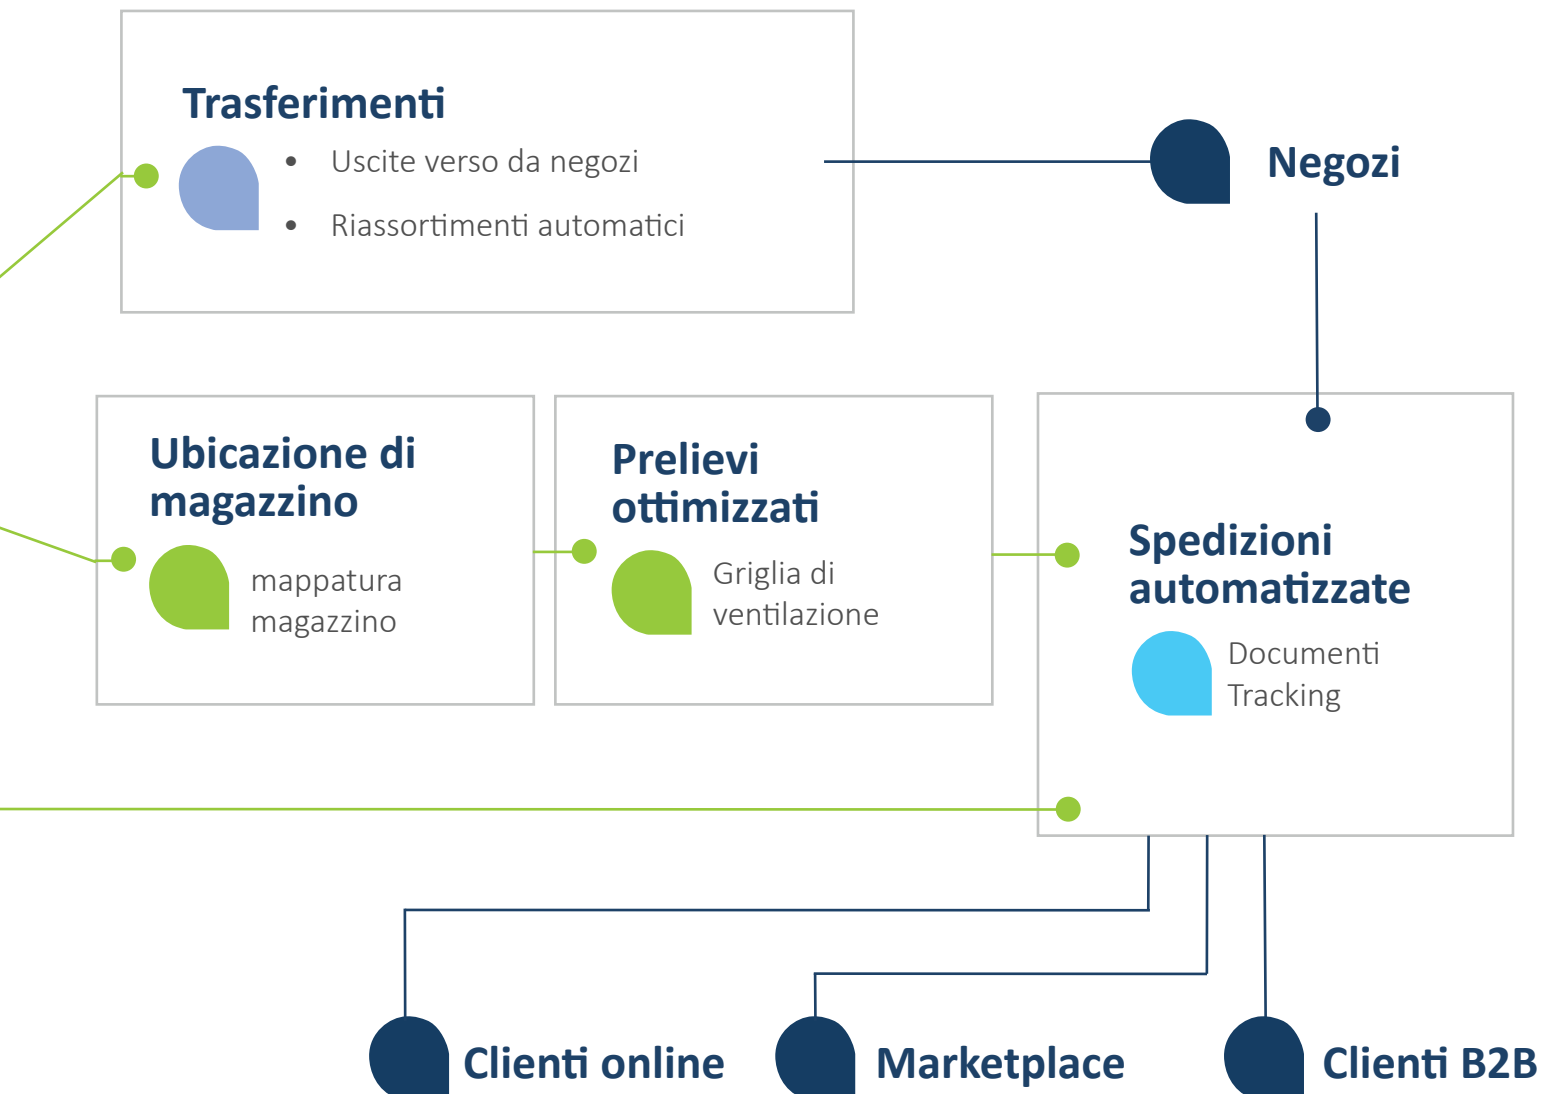 Trasferimenti
• Uscite verso da negozi
• Riassortimenti automatici
Negozi
Ubicazione di
magazzino
mappatura
magazzino
Prelievi
ottimizzati
Griglia di
ventilazione
Spedizioni
automatizzate
Documenti
Tracking
Clienti online
Marketplace
Clienti B2B